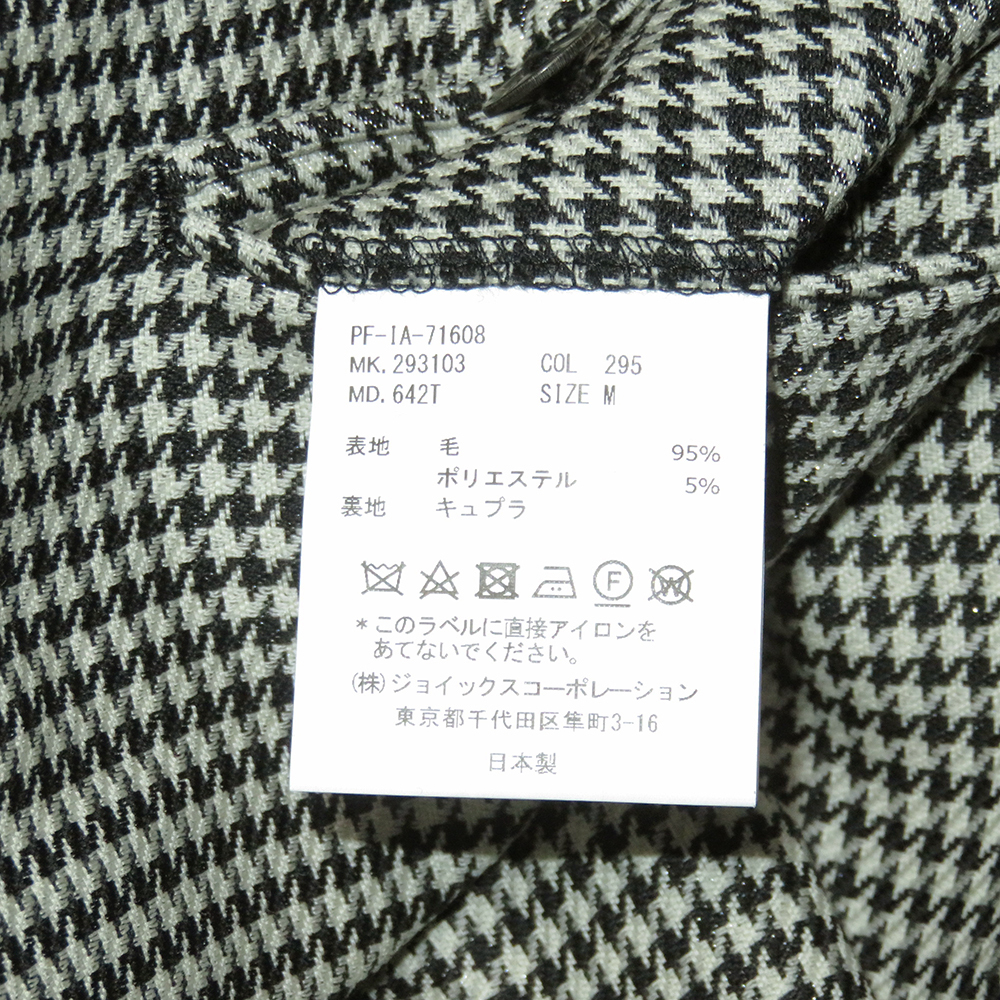 PF-IA-71608
MK.293103 COL 295
MD.642T SIZE M
表地 毛 95%
ポリエステル 5%
裏地 キュプラ
F
W
*このラベルに直接アイロンを
あてないでください。
(株)ジョイックスコーポレーション
東京都千代田区隼町3-16
日本製